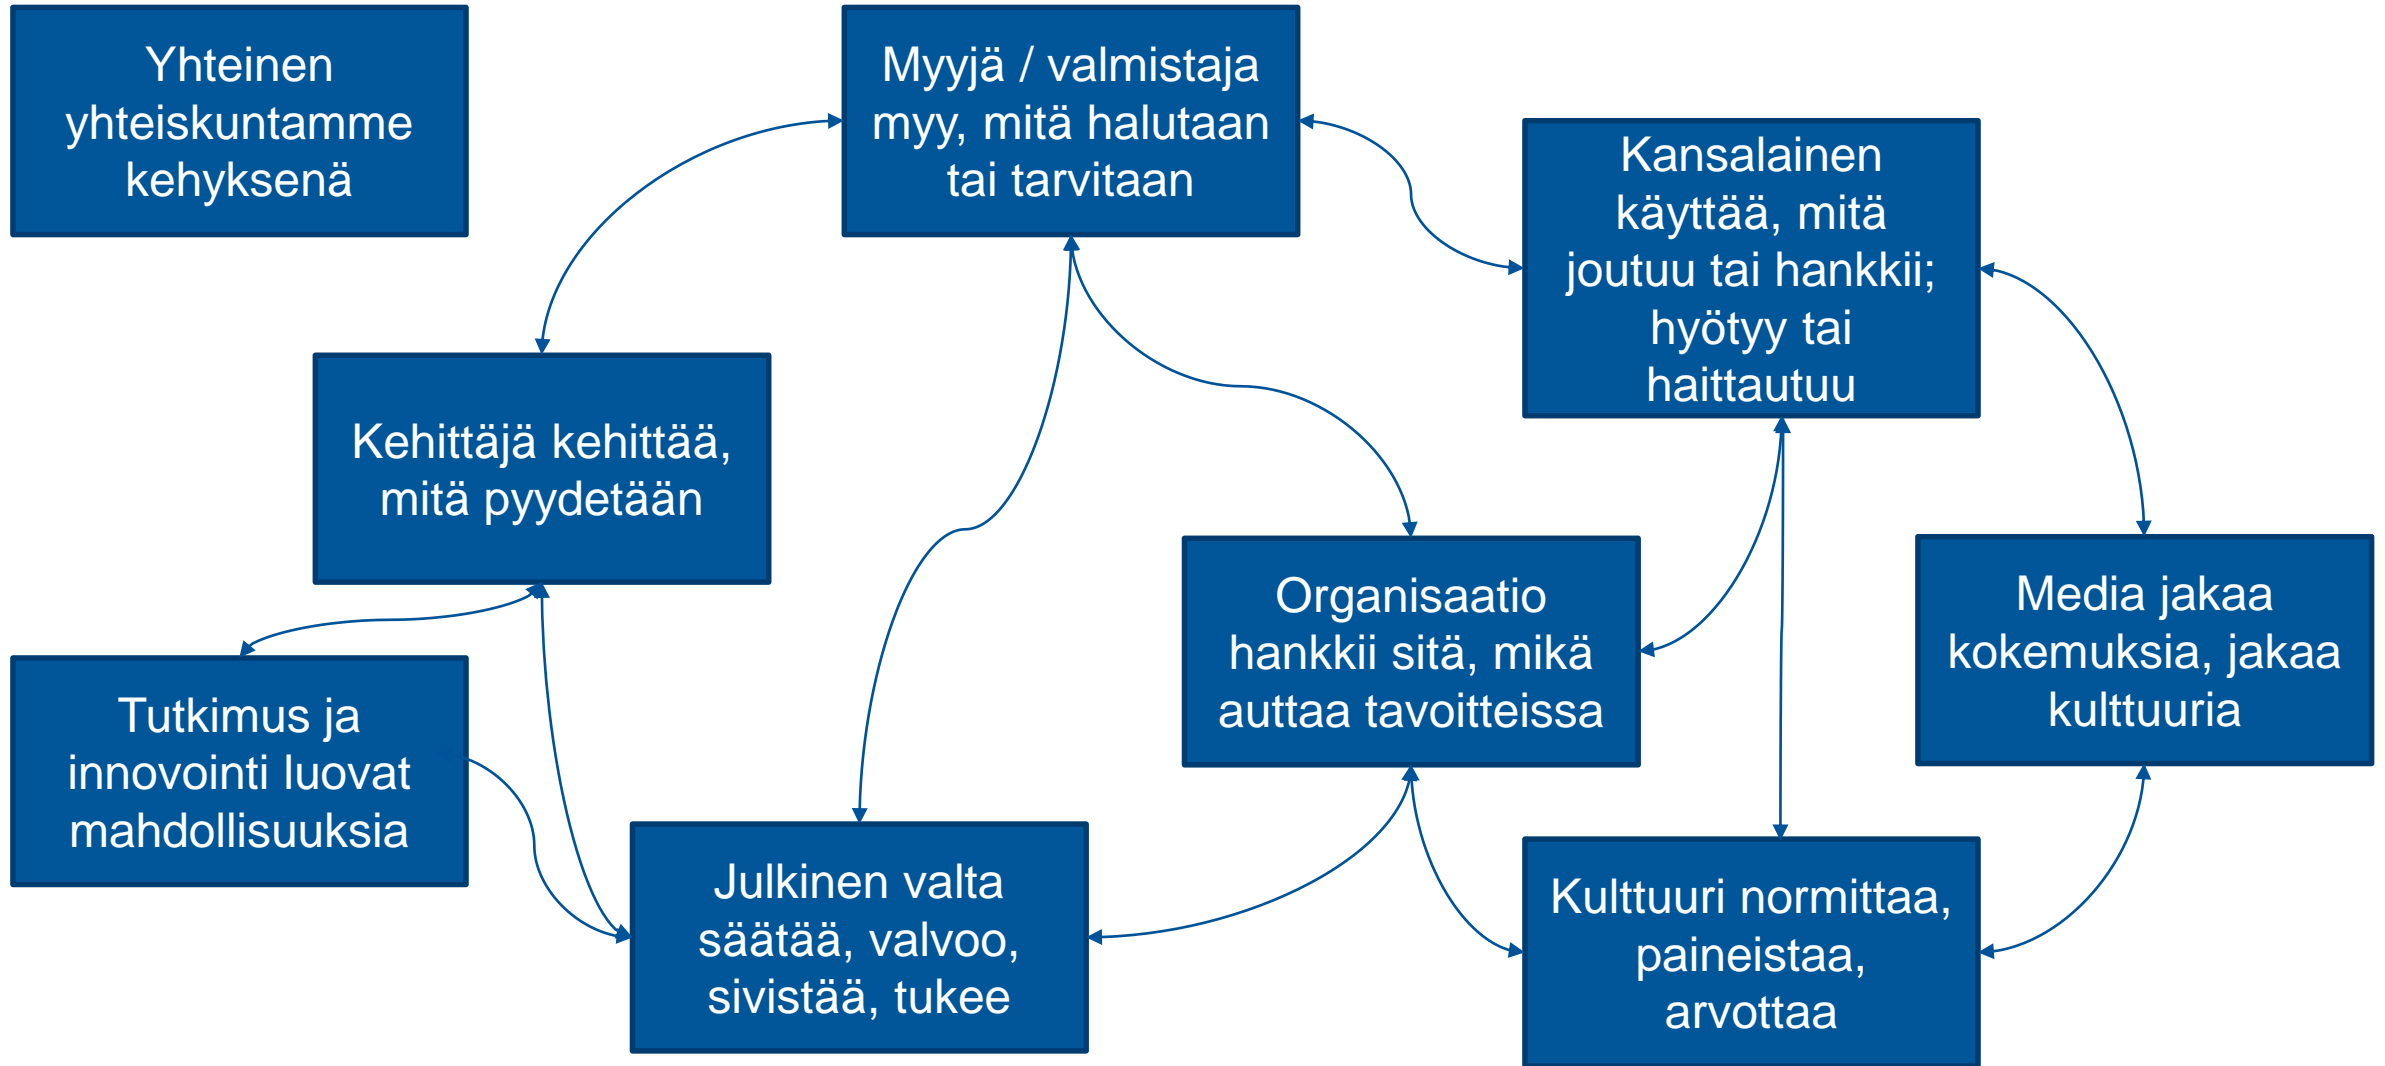 Yhteinen
yhteiskuntamme
kehyksenä
Myyjä / valmistaja
myy, mitä halutaan
tai tarvitaan
Kansalainen
käyttää, mitä
joutuu tai hankkii;
hyötyy tai
haittautuu
Kehittäjä kehittää,
mitä pyydetään
Organisaatio
hankkii sitä, mikä
auttaa tavoitteissa
Media jakaa
kokemuksia, jakaa
kulttuuria
Tutkimus ja
innovointi luovat
mahdollisuuksia
Julkinen valta
säätää, valvoo,
sivistää, tukee
Kulttuuri normittaa,
paineistaa,
arvottaa